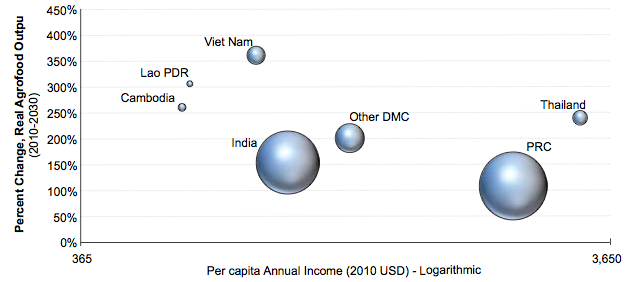 450%
400%
350%
300%
250%
200%
150%
100%
50%
0%
Percent Change, Real Agrofood Outpu
(2010-2030)
Viet Nam
Lao PDR
Cambodia
Thailand
Other DMC
India
PRC
365
3,650
Per capita Annual Income (2010 USD) - Logarithmic